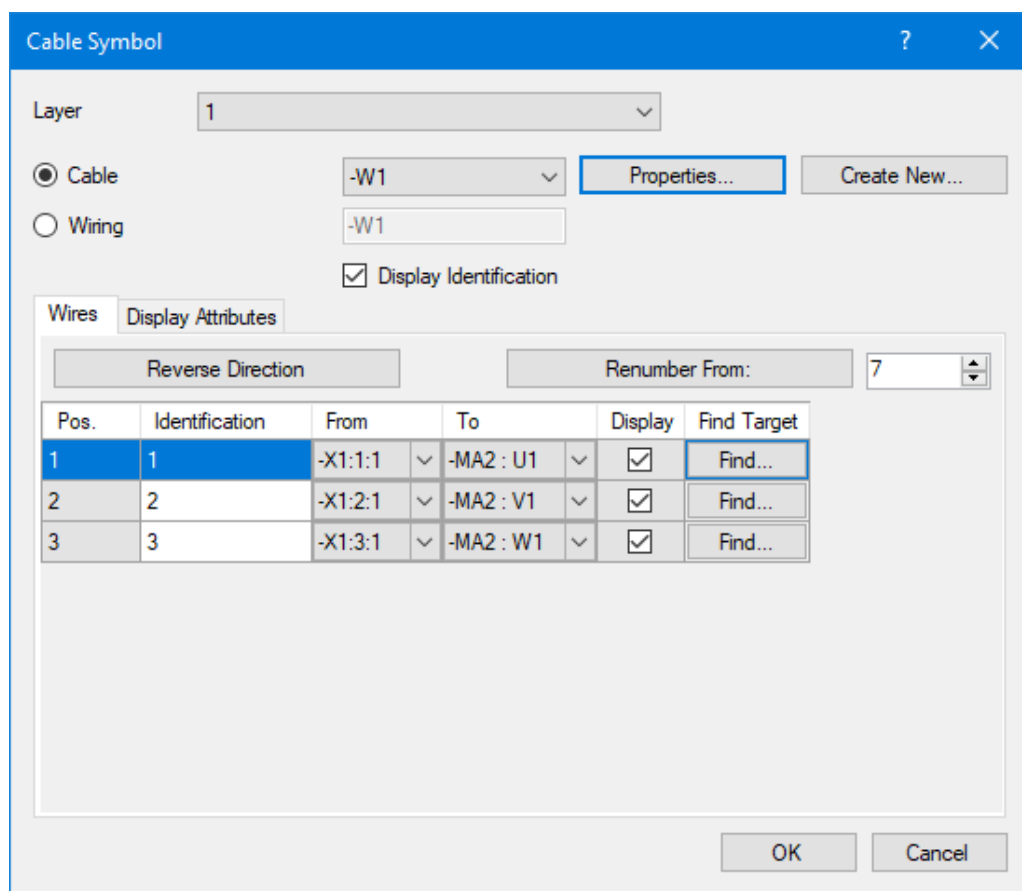 Cable Symbol ?
Layer 1
Cable -W1 Properties... Create New...
Wiring -W1
Display Identification
Wires Display Attributes
Reverse Direction Renumber From: 7
Pos. Identification From To Display Find Target
1 1 -X1:1:1 -MA2 : U1 Find...
2 2 -X1:2:1 -MA2 : V1 Find...
3 3 -X1:3:1 -MA2 : W1 Find...
OK Cancel